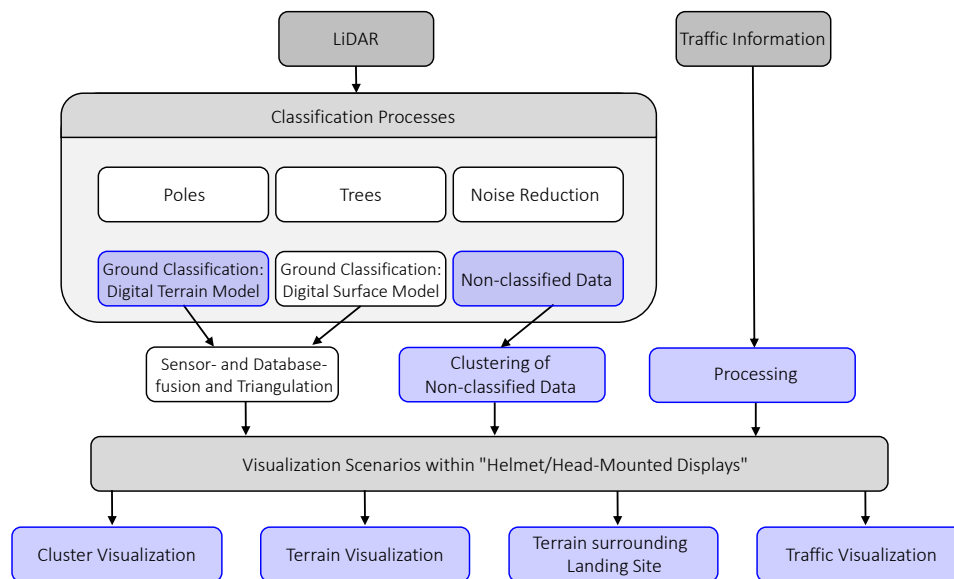 LiDAR
Traffic Information
Classification Processes
Poles
Trees
Noise Reduction
Ground Classification:
Digital Terrain Model
Ground Classification:
Digital Surface Model
Non-classified Data
Sensor- and Database-
fusion and Triangulation
Clustering of
Non-classified Data
Processing
Visualization Scenarios within "Helmet/Head-Mounted Displays"
Cluster Visualization
Terrain Visualization
Terrain surrounding
Landing Site
Traffic Visualization